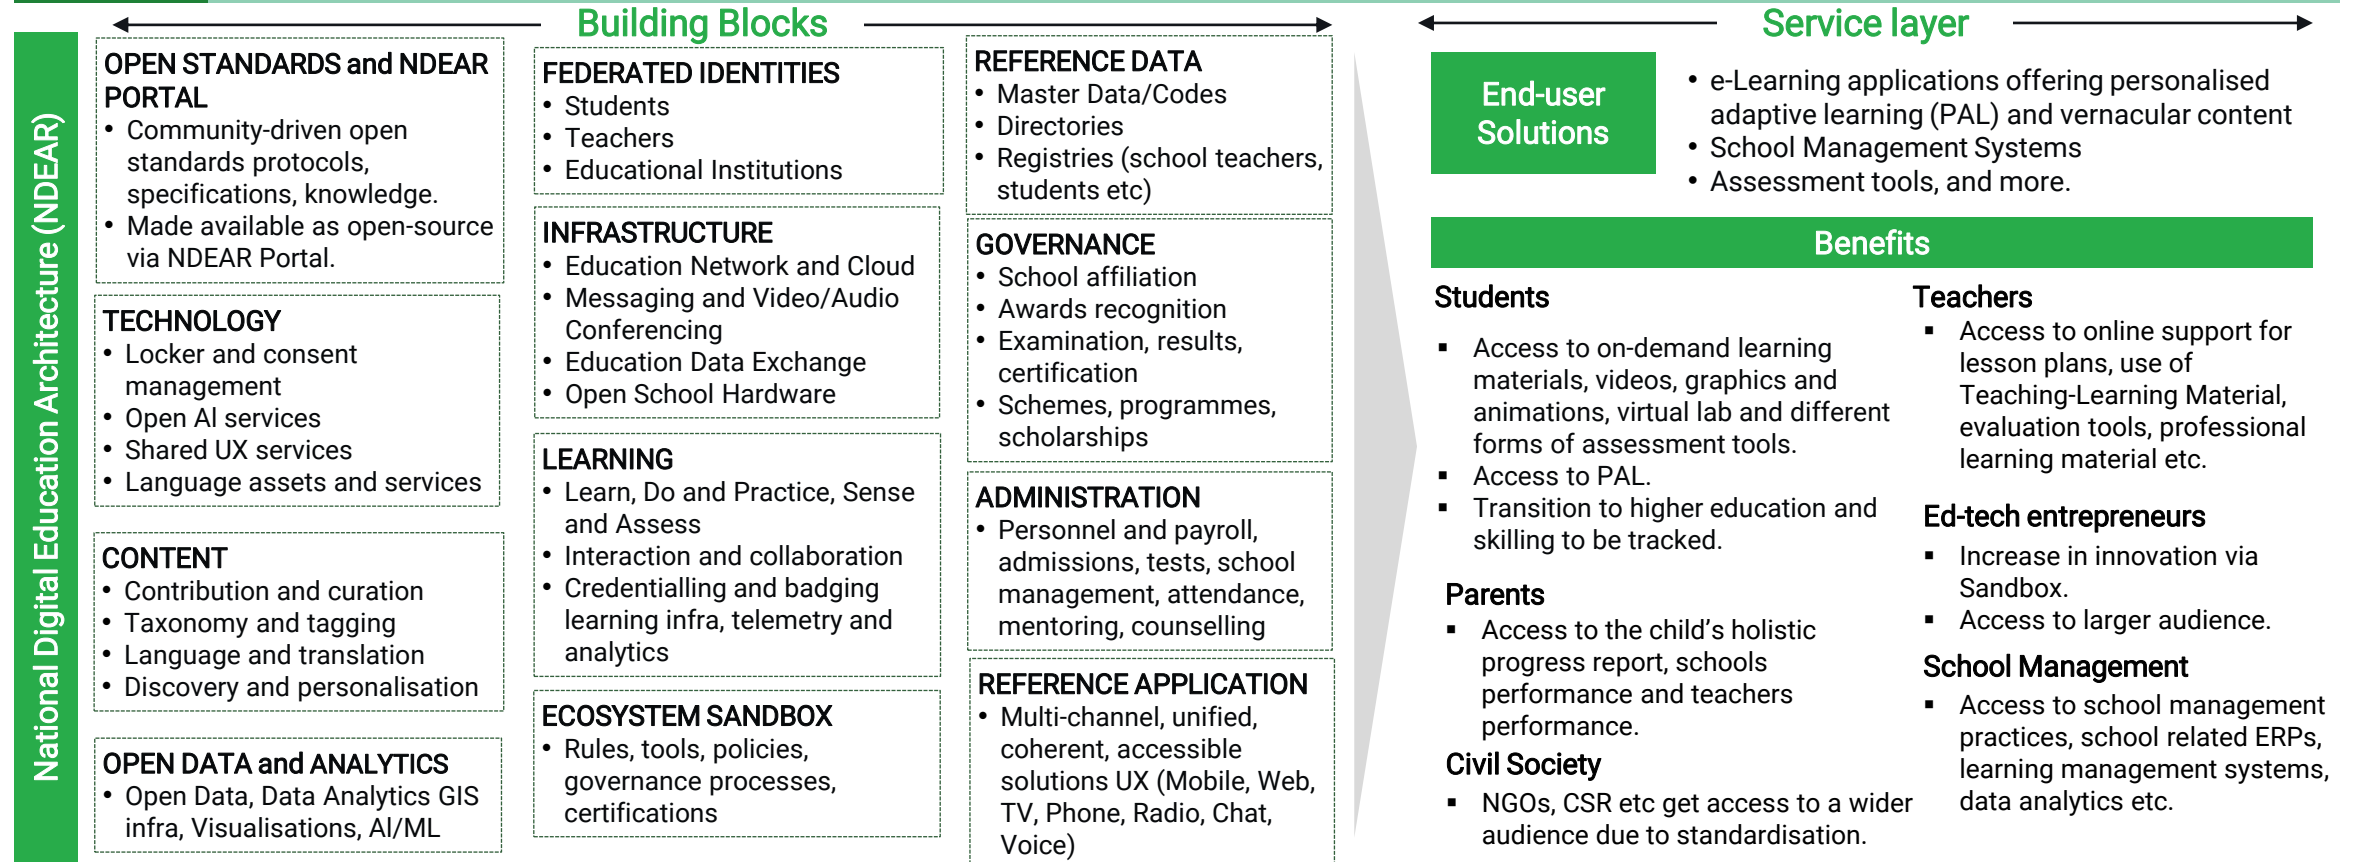 Building Blocks
Service layer
National Digital Education Architecture (NDEAR)
OPEN STANDARDS and NDEAR
PORTAL
• Community-driven open
standards protocols,
specifications, knowledge.
• Made available as open-source
via NDEAR Portal.
TECHNOLOGY
• Locker and consent
management
• Open AI services
• Shared UX services
• Language assets and services
CONTENT
• Contribution and curation
• Taxonomy and tagging
• Language and translation
• Discovery and personalisation
OPEN DATA and ANALYTICS
• Open Data, Data Analytics GIS
infra, Visualisations, AI/ML
FEDERATED IDENTITIES
• Students
• Teachers
• Educational Institutions
INFRASTRUCTURE
• Education Network and Cloud
• Messaging and Video/Audio
Conferencing
• Education Data Exchange
• Open School Hardware
LEARNING
• Learn, Do and Practice, Sense
and Assess
• Interaction and collaboration
• Credentialling and badging
learning infra, telemetry and
analytics
ECOSYSTEM SANDBOX
• Rules, tools, policies,
governance processes,
certifications
REFERENCE DATA
• Master Data/Codes
• Directories
• Registries (school teachers,
students etc)
GOVERNANCE
• School affiliation
• Awards recognition
• Examination, results,
certification
• Schemes, programmes,
scholarships
ADMINISTRATION
• Personnel and payroll,
admissions, tests, school
management, attendance,
mentoring, counselling
REFERENCE APPLICATION
• Multi-channel, unified,
coherent, accessible
solutions UX (Mobile, Web,
TV, Phone, Radio, Chat,
Voice)
End-user
Solutions
• e-Learning applications offering personalised
adaptive learning (PAL) and vernacular content
• School Management Systems
• Assessment tools, and more.
Benefits
Students
▪ Access to on-demand learning
materials, videos, graphics and
animations, virtual lab and different
forms of assessment tools.
▪ Access to PAL.
▪ Transition to higher education and
skilling to be tracked.
Parents
▪ Access to the child's holistic
progress report, schools
performance and teachers
performance.
Civil Society
▪ NGOs, CSR etc get access to a wider
audience due to standardisation.
Teachers
▪ Access to online support for
lesson plans, use of
Teaching-Learning Material,
evaluation tools, professional
learning material etc.
Ed-tech entrepreneurs
▪ Increase in innovation via
Sandbox.
▪ Access to larger audience.
School Management
▪ Access to school management
practices, school related ERPs,
learning management systems,
data analytics etc.